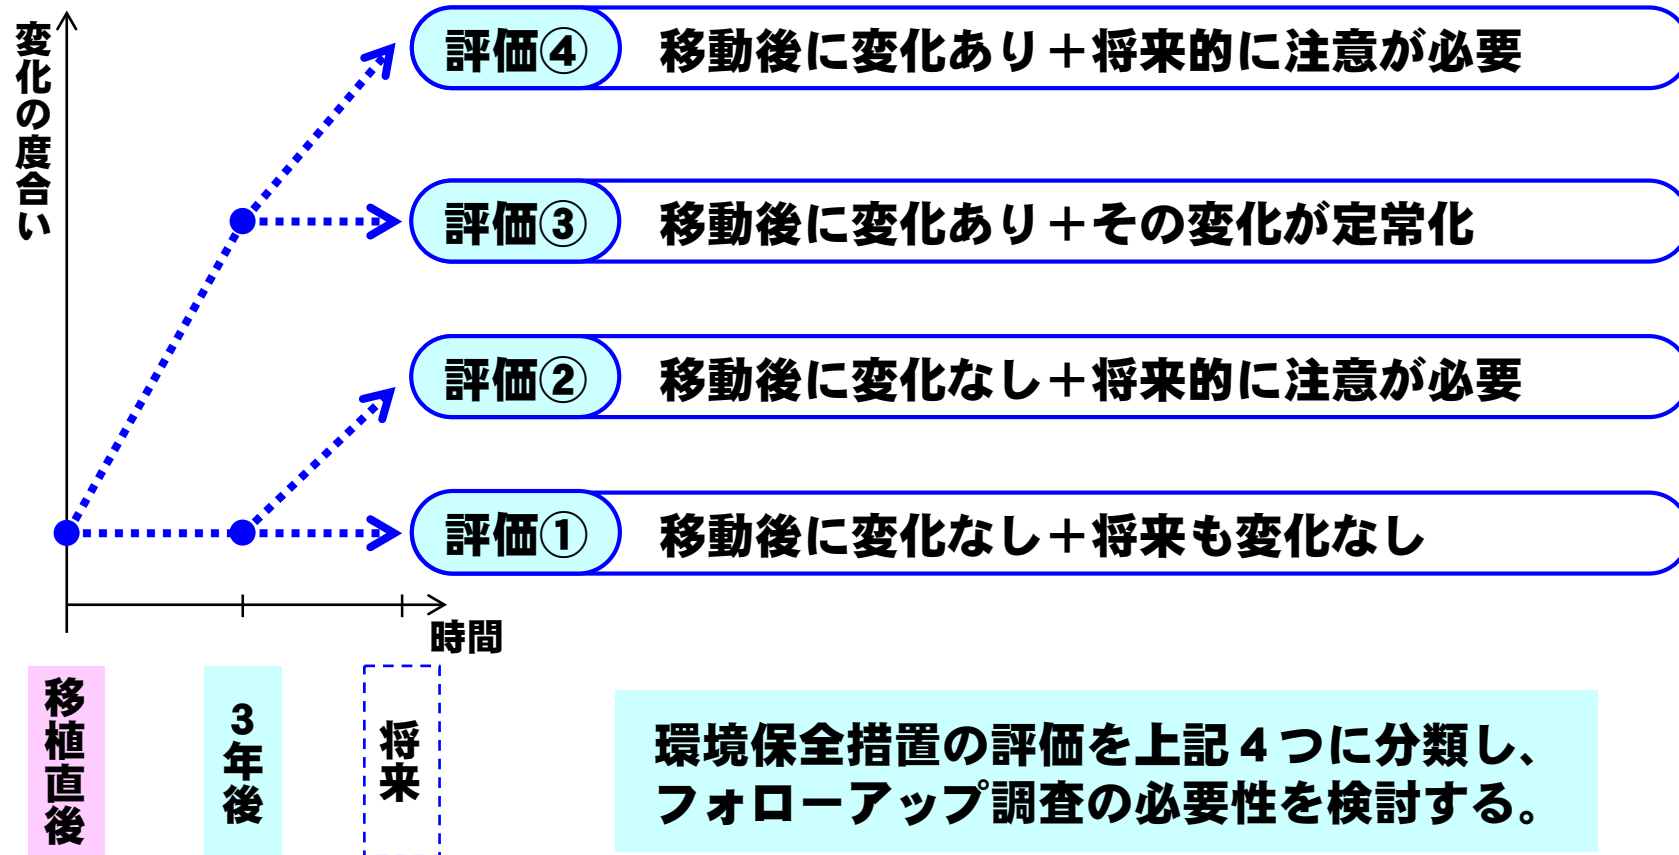 変化の度合い
評価④ 移動後に変化あり＋将来的に注意が必要
評価③ 移動後に変化あり＋その変化が定常化
評価② 移動後に変化なし＋将来的に注意が必要
評価① 移動後に変化なし＋将来も変化なし
時間
移植直後
3年後
将来
環境保全措置の評価を上記４つに分類し、
フォローアップ調査の必要性を検討する。